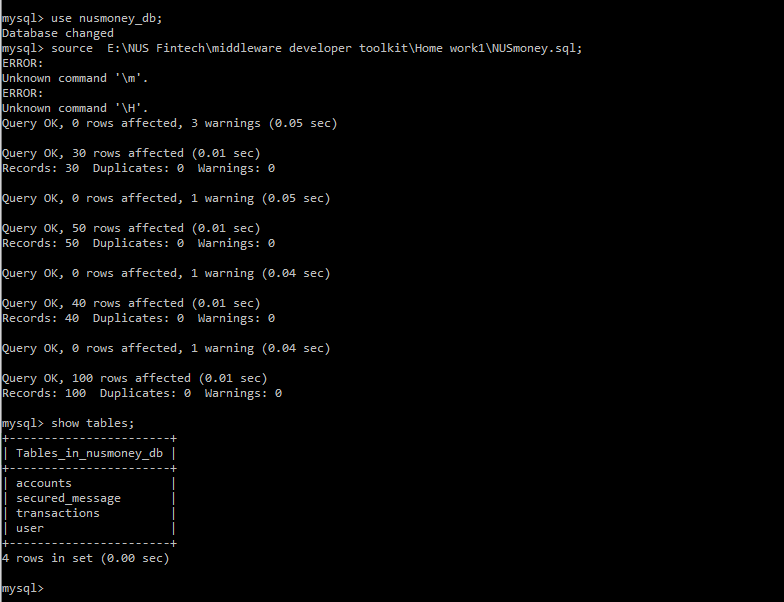 mysql> use nusmoney_db;
Database changed
mysql> source  E:\NUS Fintech\middleware developer toolkit\Home work1\NUSmoney.sql;
ERROR:
Unknown command '\m'.
ERROR:
Unknown command '\H'.
Query OK, 0 rows affected, 3 warnings (0.05 sec)

Query OK, 30 rows affected (0.01 sec)
Records: 30  Duplicates: 0  Warnings: 0

Query OK, 0 rows affected, 1 warning (0.05 sec)

Query OK, 50 rows affected (0.01 sec)
Records: 50  Duplicates: 0  Warnings: 0

Query OK, 0 rows affected, 1 warning (0.04 sec)

Query OK, 40 rows affected (0.01 sec)
Records: 40  Duplicates: 0  Warnings: 0

Query OK, 0 rows affected, 1 warning (0.04 sec)

Query OK, 100 rows affected (0.01 sec)
Records: 100  Duplicates: 0  Warnings: 0

mysql> show tables;
+-----------------------+
| Tables_in_nusmoney_db |
+-----------------------+
| accounts              |
| secured_message       |
| transactions          |
| user                  |
+-----------------------+
4 rows in set (0.00 sec)

mysql>